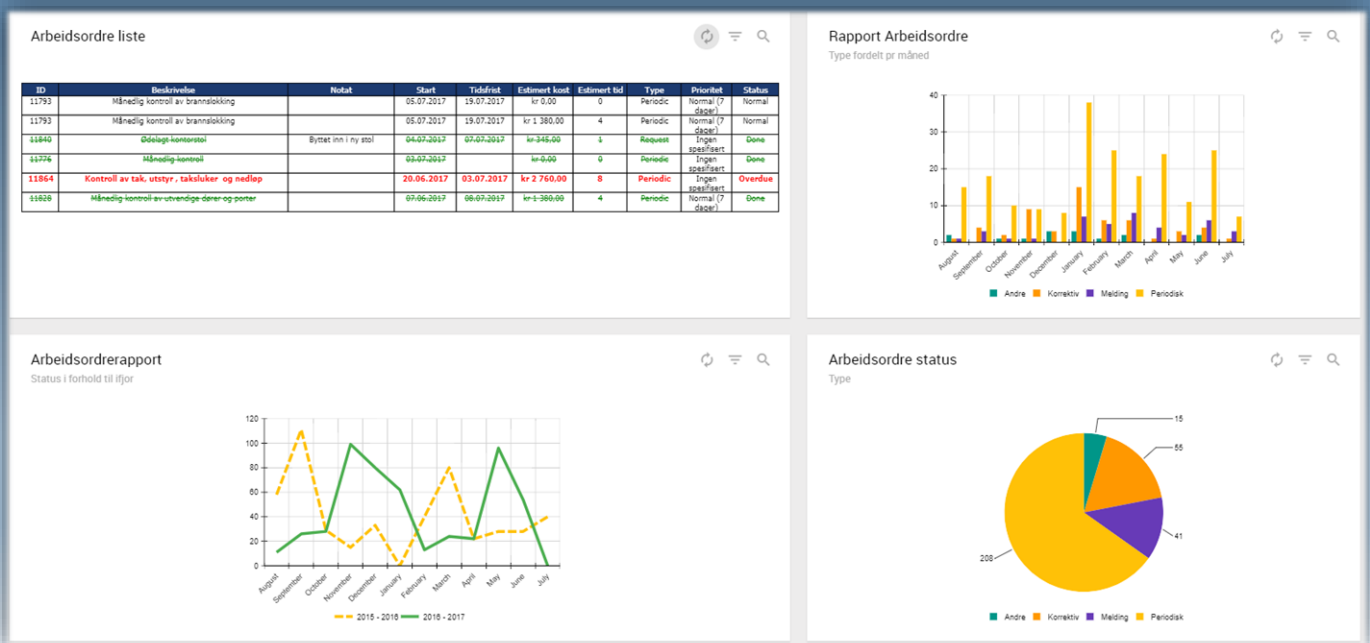 Arbeidsordre liste
ID Beskrivelse Notat Start Tidsfrist Estimert kost Estimert tid Type Prioritet Status
11793 Månedlig kontroll av brannslokking 05.07.2017 19.07.2017 kr 0,00 0 Periodic Normal (7 dager) Normal
11793 Månedlig kontroll av brannslokking 05.07.2017 19.07.2017 kr 1 380,00 4 Periodic Normal (7 dager) Normal
11840 Ødelagt kontorstol Byttet inn i ny stol 04.07.2017 07.07.2017 kr 345,00 1 Request Ingen spesifisert Done
11776 Månedlig kontroll 03.07.2017 kr 0,00 0 Periodic Ingen spesifisert Done
11864 Kontroll av tak, utstyr , taksluker og nedløp 20.06.2017 03.07.2017 kr 2 760,00 8 Periodic Ingen spesifisert Overdue
11828 Månedlig kontroll av utvendige dører og porter 07.06.2017 08.07.2017 kr 1 380,00 4 Periodic Normal (7 dager) Done
Rapport Arbeidsordre
Type fordelt pr måned
40
30
20
10
0
August September October November December January February March April May June July
Andre Korrektiv Melding Periodisk
Arbeidsordrerapport
Status i forhold til ifjor
120
100
80
60
40
20
0
August September October November December January February March April May June July
2015 - 2016 2016 - 2017
Arbeidsordre status
Type
15
55
41
208
Andre Korrektiv Melding Periodisk